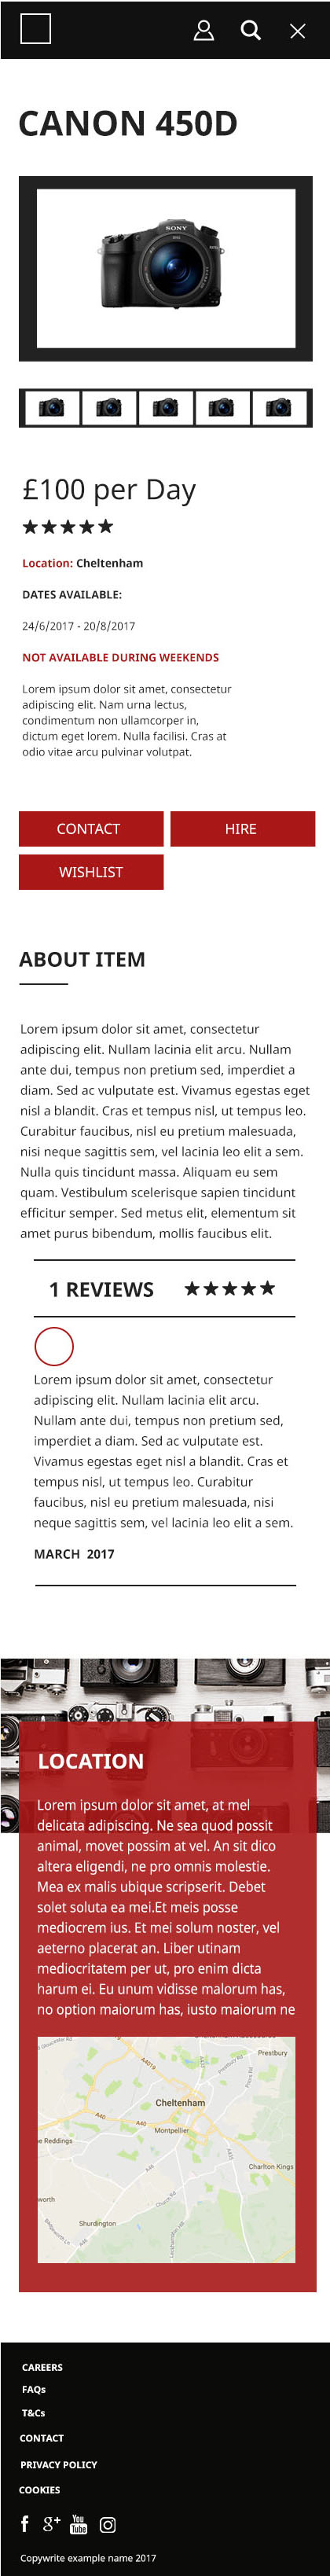 CANON 450D
SONY
£100 per Day
Location: Cheltenham
DATES AVAILABLE:
24/6/2017 - 20/8/2017
NOT AVAILABLE DURING WEEKENDS
Lorem ipsum dolor sit amet, consectetur
adipiscing elit. Nam urna lectus,
condimentum non ullamcorper in,
dictum eget lorem. Nulla facilisi. Cras at
odio vitae arcu pulvinar volutpat.
CONTACT
HIRE
WISHLIST
ABOUT ITEM
Lorem ipsum dolor sit amet, consectetur
adipiscing elit. Nullam lacinia elit arcu. Nullam
ante dui, tempus non pretium sed, imperdiet a
diam. Sed ac vulputate est. Vivamus egestas eget
nisl a blandit. Cras et tempus nisl, ut tempus leo.
Curabitur faucibus, nisl eu pretium malesuada,
nisi neque sagittis sem, vel lacinia leo elit a sem.
Nulla quis tincidunt massa. Aliquam eu sem
quam. Vestibulum scelerisque sapien tincidunt
efficitur semper. Sed metus elit, elementum sit
amet purus bibendum, mollis faucibus elit.
1 REVIEWS
Lorem ipsum dolor sit amet, consectetur
adipiscing elit. Nullam lacinia elit arcu.
Nullam ante dui, tempus non pretium sed,
imperdiet a diam. Sed ac vulputate est.
Vivamus egestas eget nisl a blandit. Cras et
tempus nisl, ut tempus leo. Curabitur
faucibus, nisl eu pretium malesuada, nisi
neque sagittis sem, vel lacinia leo elit a sem.
MARCH 2017
LOCATION
Lorem ipsum dolor sit amet, at mel
delicata adipiscing. Ne sea quod possit
animal, movet possim at vel. An sit dico
altera eligendi, ne pro omnis molestie.
Mea ex malis ubique scripserit. Debet
solet soluta ea mei.Et meis posse
mediocrem ius. Et mei solum noster, vel
aeterno placerat an. Liber utinam
mediocritatem per ut, pro enim dicta
harum ei. Eu unum vidisse malorum has,
no option maiorum has, iusto maiorum ne
Prestbury
A4019
Cheltenham
A40
A40
Montpellier
e Reddings
A435
Charlton Kings
A46
worth
Shurdington
CAREERS
FAQs
T&Cs
CONTACT
PRIVACY POLICY
COOKIES
f g+ You Tube
Copywrite example name 2017